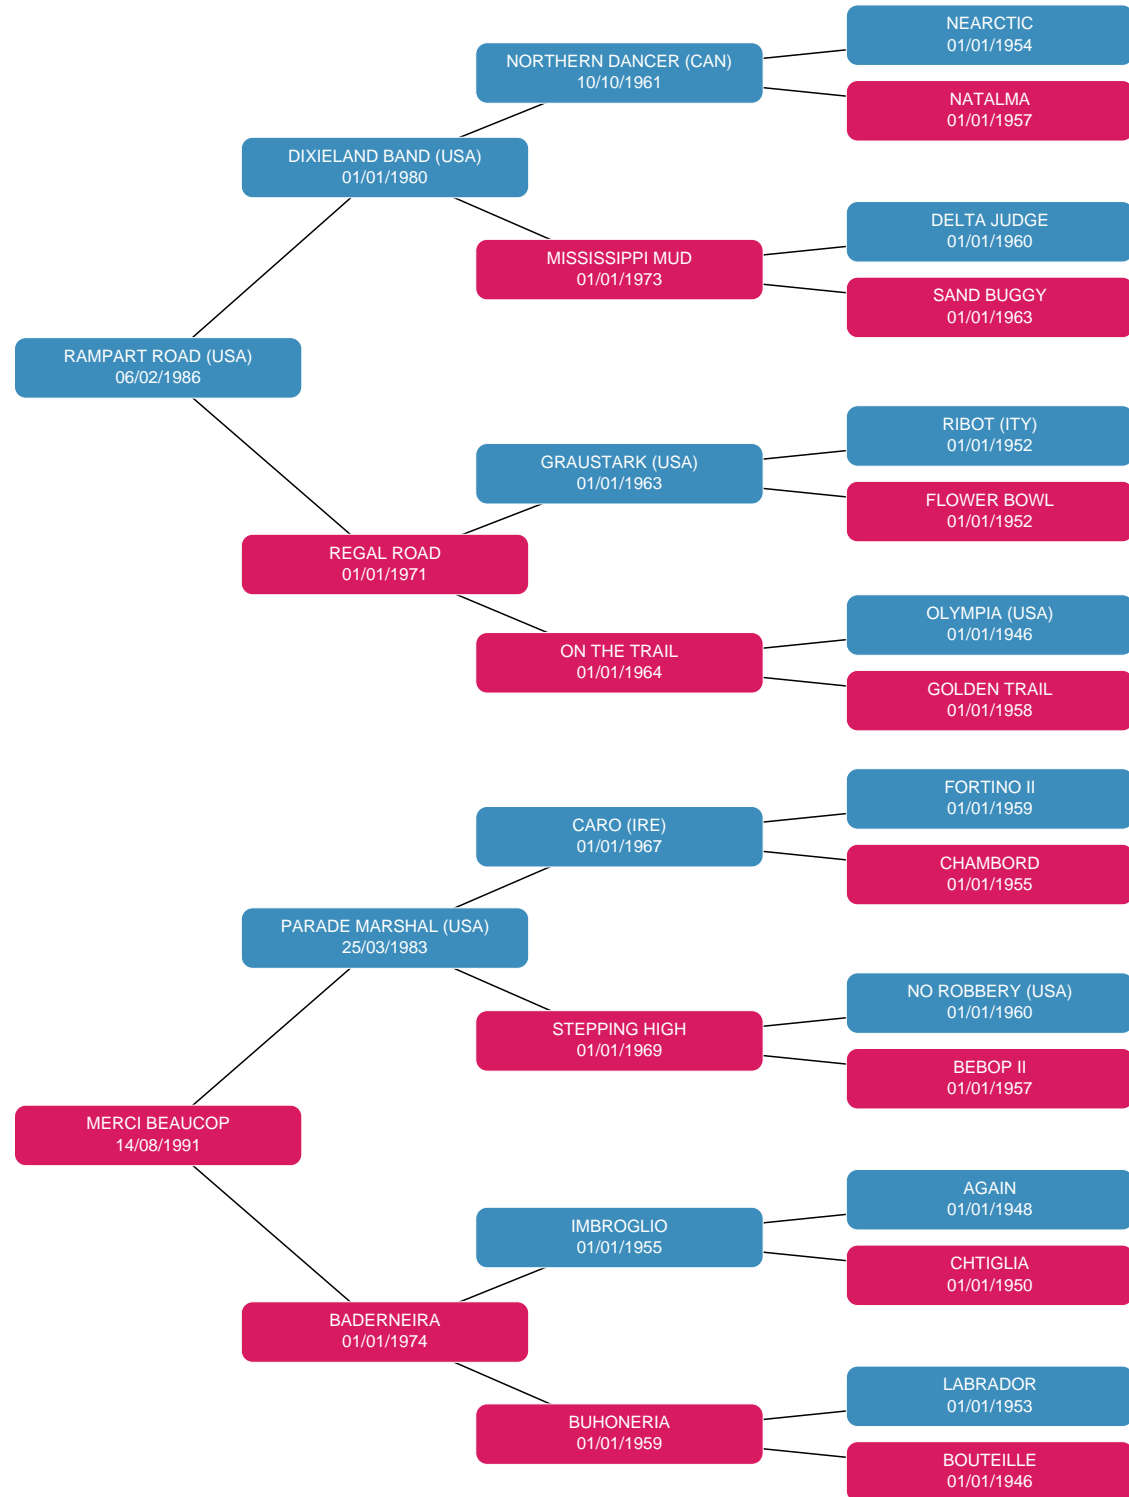 NEARCTIC
01/01/1954
NORTHERN DANCER (CAN)
10/10/1961
NATALMA
01/01/1957
DIXIELAND BAND (USA)
01/01/1980
DELTA JUDGE
01/01/1960
MISSISSIPPI MUD
01/01/1973
SAND BUGGY
01/01/1963
RAMPART ROAD (USA)
06/02/1986
RIBOT (ITY)
01/01/1952
GRAUSTARK (USA)
01/01/1963
FLOWER BOWL
01/01/1952
REGAL ROAD
01/01/1971
OLYMPIA (USA)
01/01/1946
ON THE TRAIL
01/01/1964
GOLDEN TRAIL
01/01/1958
FORTINO II
01/01/1959
CARO (IRE)
01/01/1967
CHAMBORD
01/01/1955
PARADE MARSHAL (USA)
25/03/1983
NO ROBBERY (USA)
01/01/1960
STEPPING HIGH
01/01/1969
BEBOP II
01/01/1957
MERCI BEAUCOP
14/08/1991
AGAIN
01/01/1948
IMBROGLIO
01/01/1955
CHTIGLIA
01/01/1950
BADERNEIRA
01/01/1974
LABRADOR
01/01/1953
BUHONERIA
01/01/1959
BOUTEILLE
01/01/1946